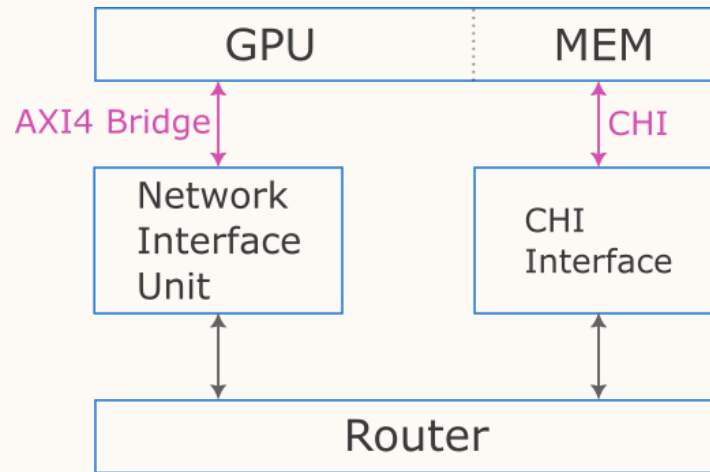 GPU
MEM
AXI4 Bridge
CHI
Network
Interface
Unit
CHI
Interface
Router